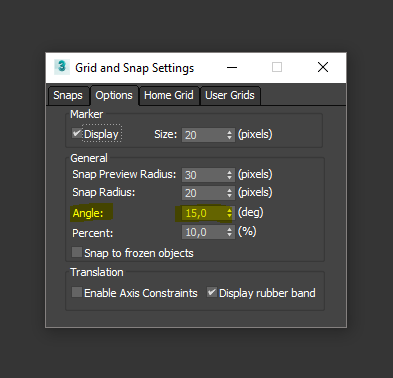 3 Grid and Snap Settings
Snaps Options Home Grid User Grids
Marker
Display Size: 20 (pixels)
General
Snap Preview Radius: 30 (pixels)
Snap Radius: 20 (pixels)
Angle: 15,0 (deg)
Percent: 10,0 (%)
Snap to frozen objects
Translation
Enable Axis Constraints Display rubber band